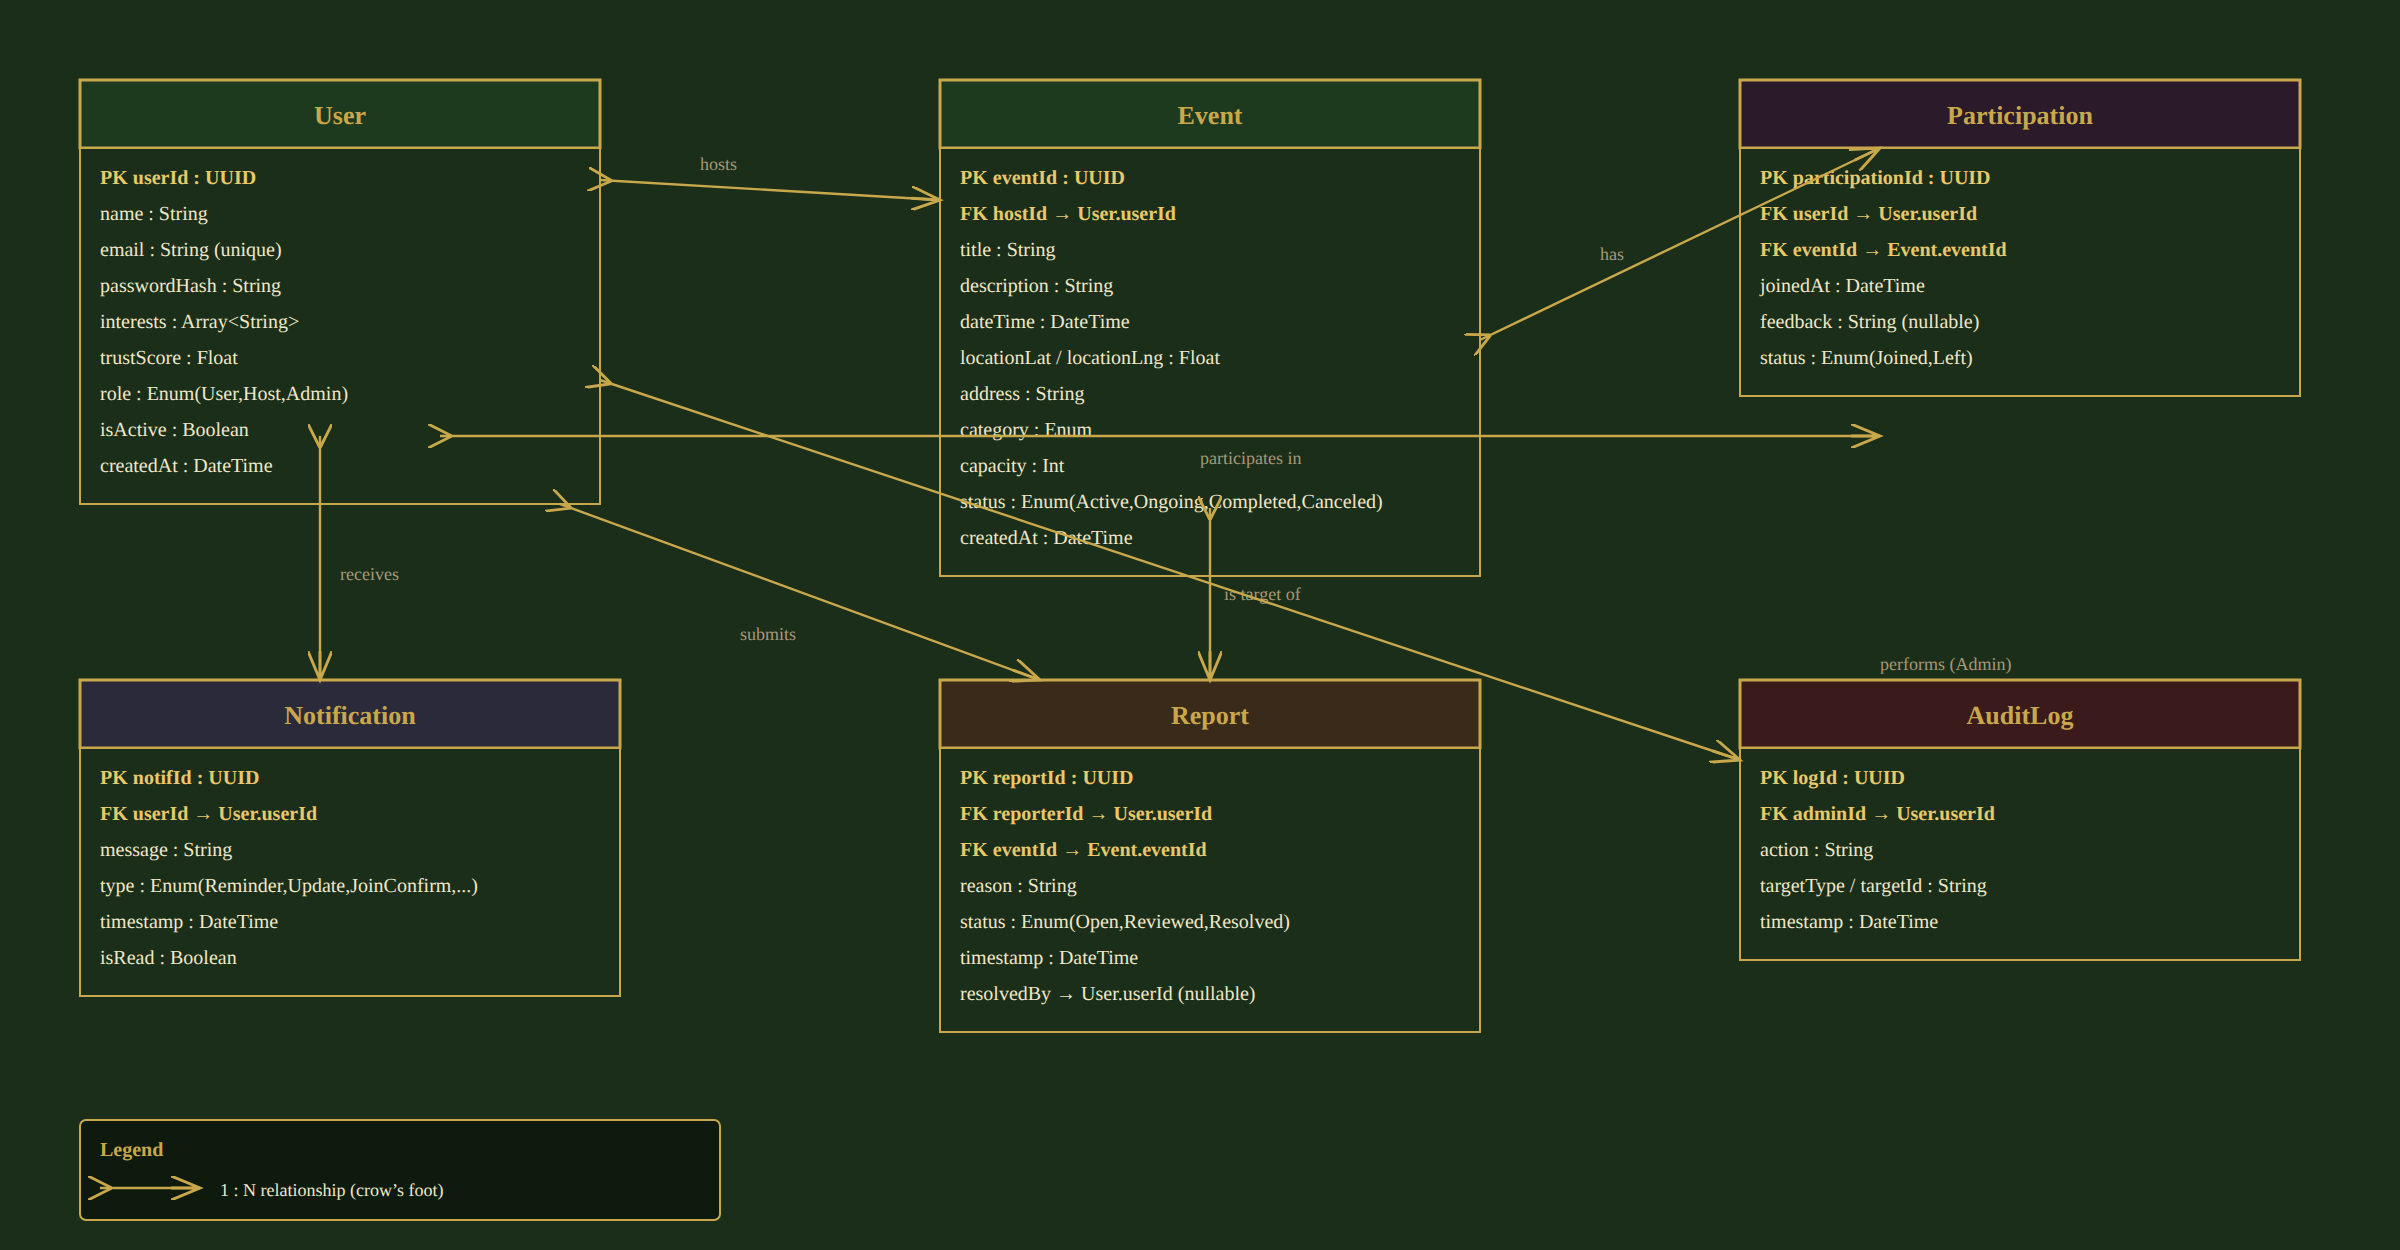 User
PK userId : UUID
name : String
email : String (unique)
passwordHash : String
interests : Array<String>
trustScore : Float
role : Enum(User,Host,Admin)
isActive : Boolean
createdAt : DateTime
hosts
Event
PK eventId : UUID
FK hostId → User.userId
title : String
description : String
dateTime : DateTime
locationLat / locationLng : Float
address : String
category : Enum
capacity : Int
status : Enum(Active,Ongoing,Completed,Canceled)
createdAt : DateTime
has
Participation
PK participationId : UUID
FK userId → User.userId
FK eventId → Event.eventId
joinedAt : DateTime
feedback : String (nullable)
status : Enum(Joined,Left)
participates in
receives
submits
is target of
performs (Admin)
Notification
PK notifId : UUID
FK userId → User.userId
message : String
type : Enum(Reminder,Update,JoinConfirm,...)
timestamp : DateTime
isRead : Boolean
Report
PK reportId : UUID
FK reporterId → User.userId
FK eventId → Event.eventId
reason : String
status : Enum(Open,Reviewed,Resolved)
timestamp : DateTime
resolvedBy → User.userId (nullable)
AuditLog
PK logId : UUID
FK adminId → User.userId
action : String
targetType / targetId : String
timestamp : DateTime
Legend
1 : N relationship (crow’s foot)